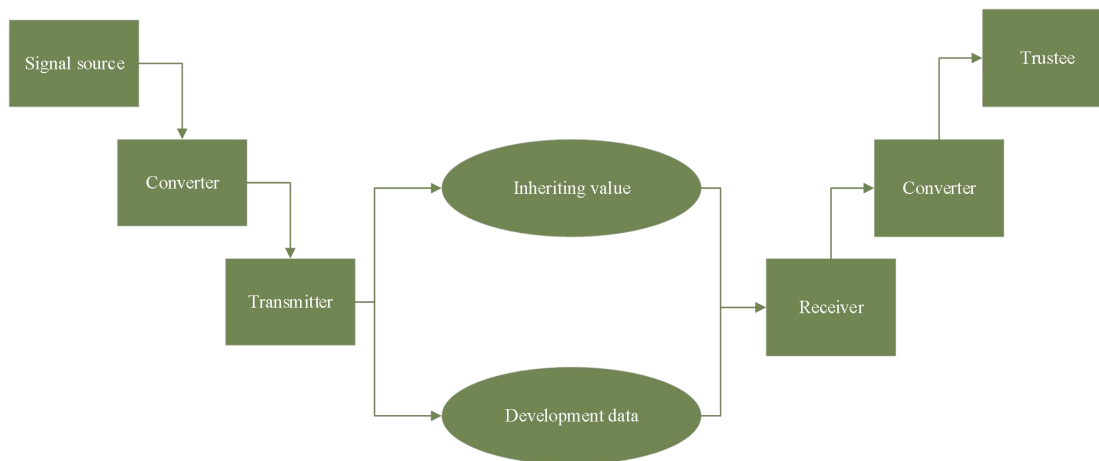 Signal source
Converter
Transmitter
Inheriting value
Development data
Receiver
Converter
Trustee